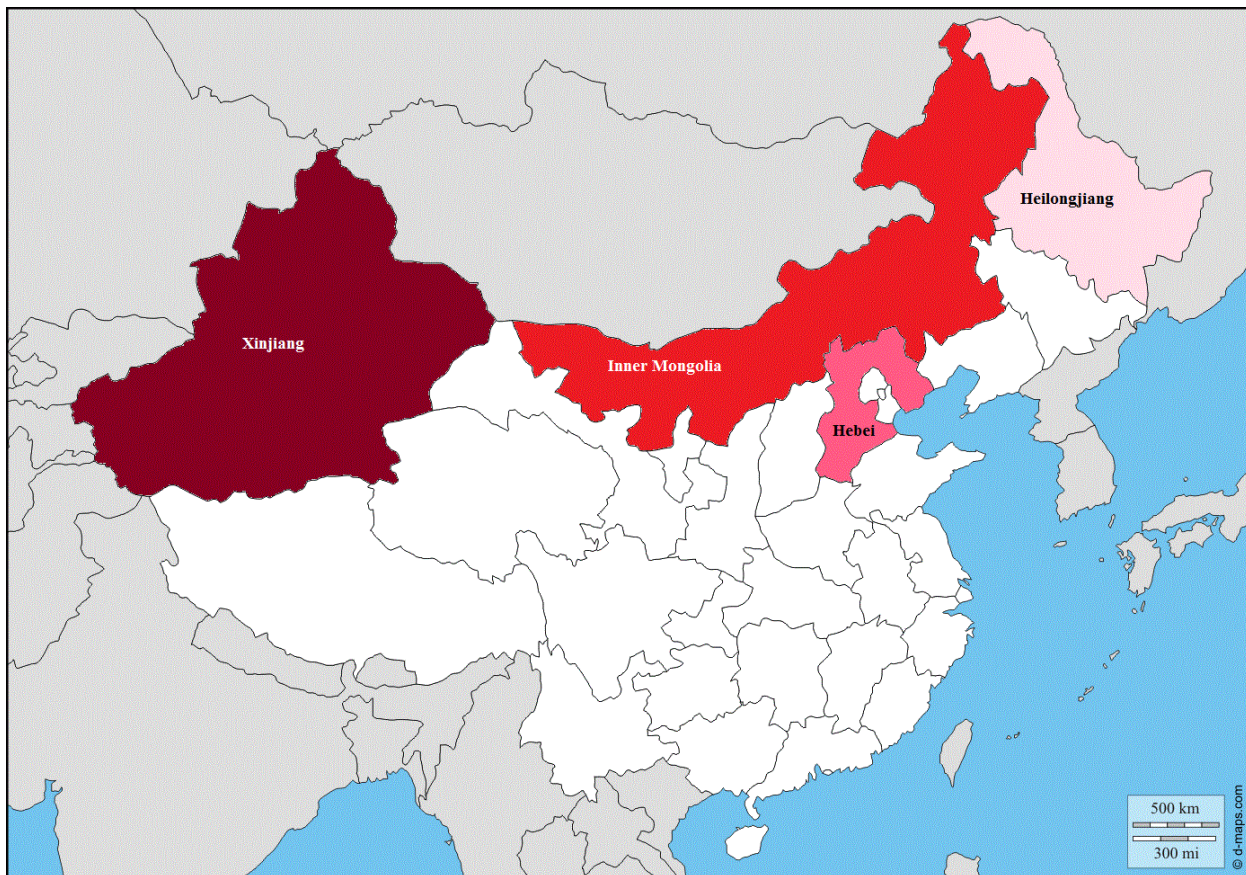 Heilongjiang
Xinjiang
Inner Mongolia
Hebei
500 km
300 mi
© d-maps.com